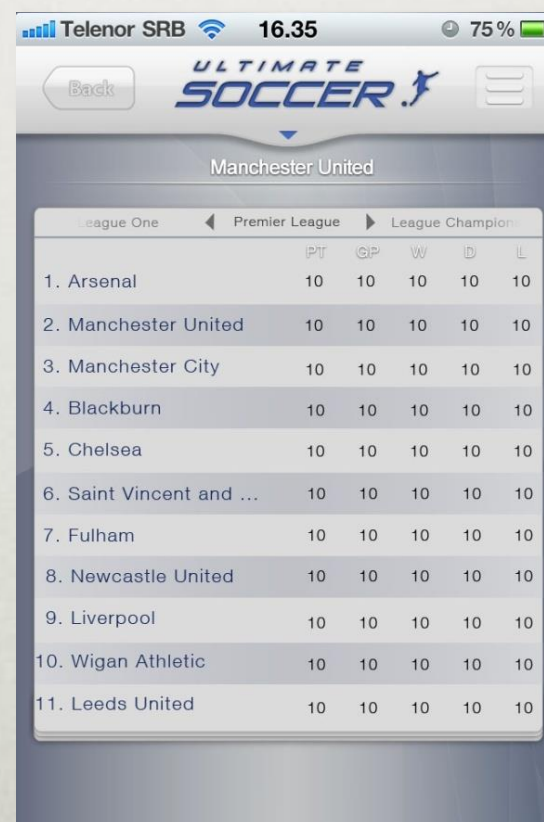 Telenor SRB 16.35 75%
Back ULTIMATE SOCCER
Manchester United
League One Premier League League Champion
PT GP W D L
1. Arsenal 10 10 10 10 10
2. Manchester United 10 10 10 10 10
3. Manchester City 10 10 10 10 10
4. Blackburn 10 10 10 10 10
5. Chelsea 10 10 10 10 10
6. Saint Vincent and ... 10 10 10 10 10
7. Fulham 10 10 10 10 10
8. Newcastle United 10 10 10 10 10
9. Liverpool 10 10 10 10 10
10. Wigan Athletic 10 10 10 10 10
11. Leeds United 10 10 10 10 10